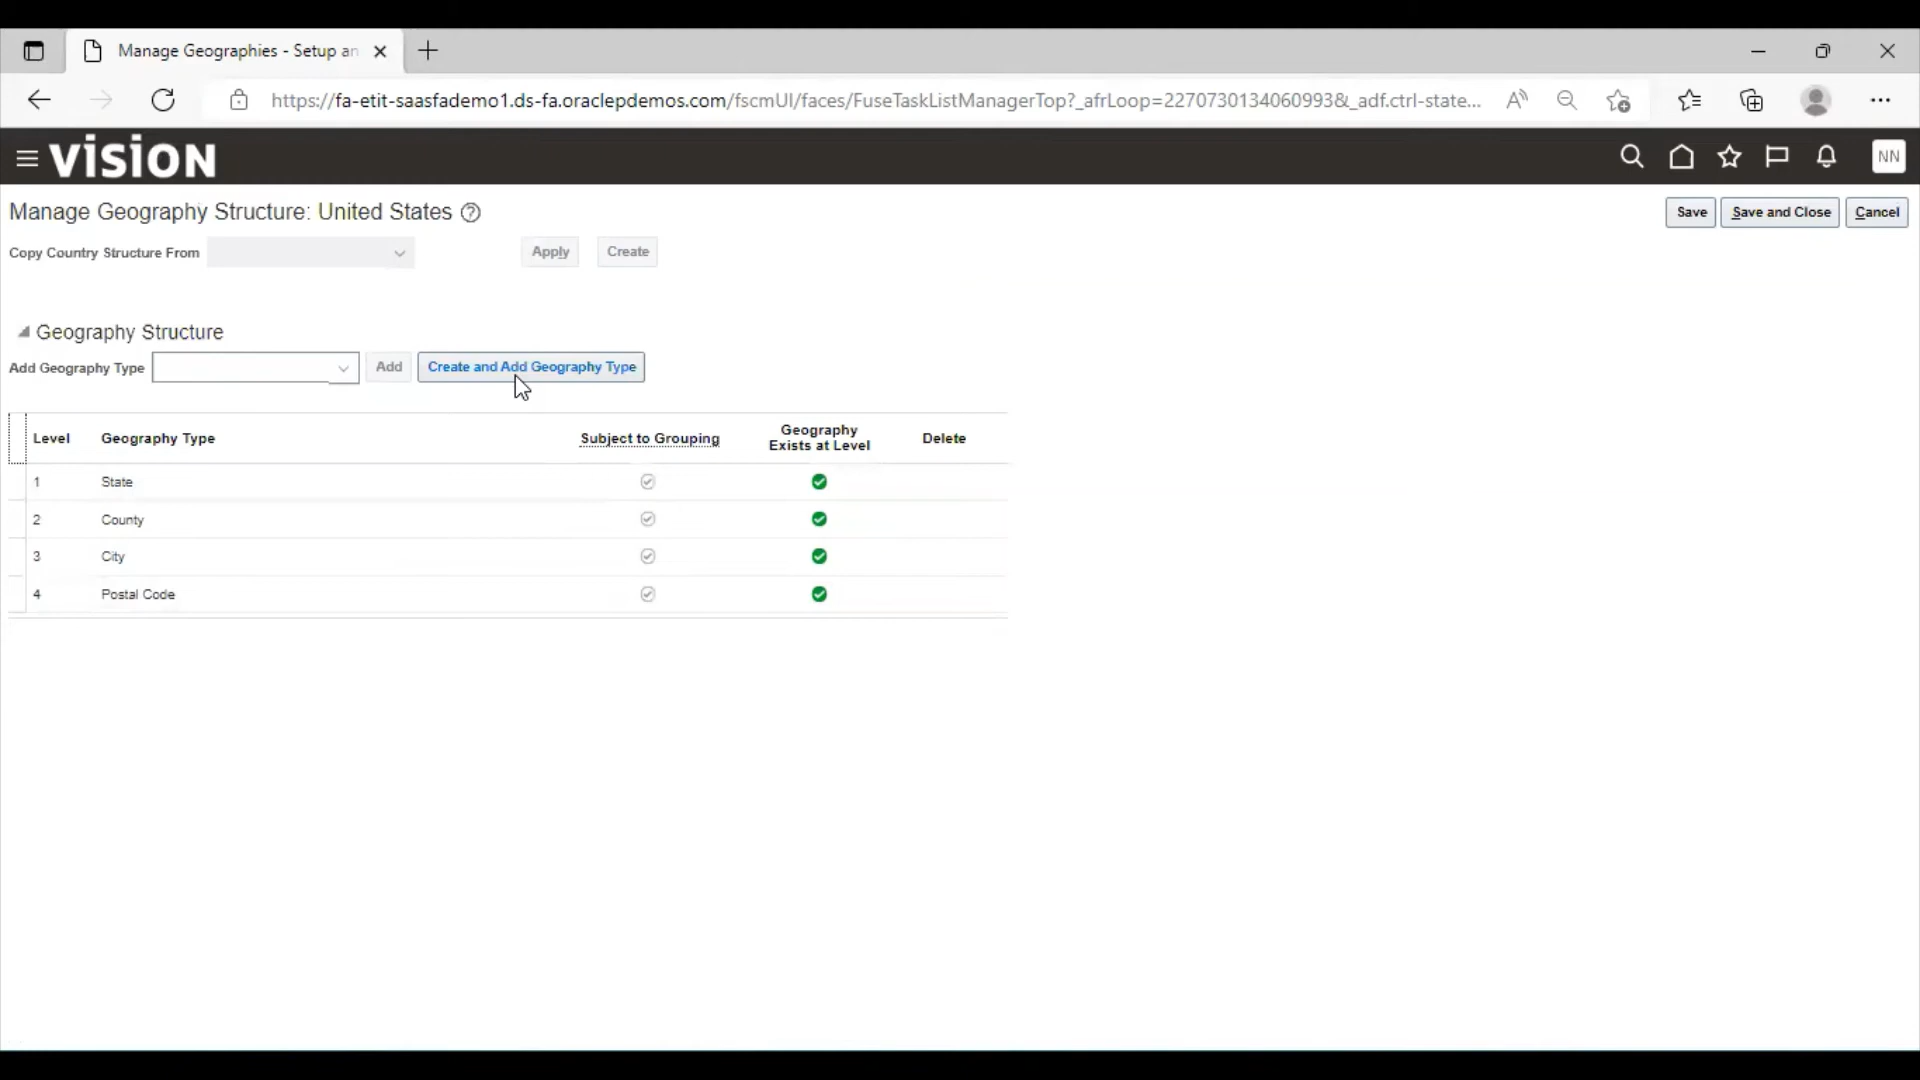 Manage Geographies - Setup an
https://fa-etit-saasfademo1.ds-fa.oraclepdemos.com/fscmUI/faces/FuseTaskListManagerTop?_afrLoop=2270730134060993&_adf.ctrl-state...
VISION
NN
Manage Geography Structure: United States
Save
Save and Close
Cancel
Copy Country Structure From
Apply
Create
Geography Structure
Add Geography Type
Add
Create and Add Geography Type
Level
Geography Type
Subject to Grouping
Geography
Exists at Level
Delete
1 State
2 County
3 City
4 Postal Code